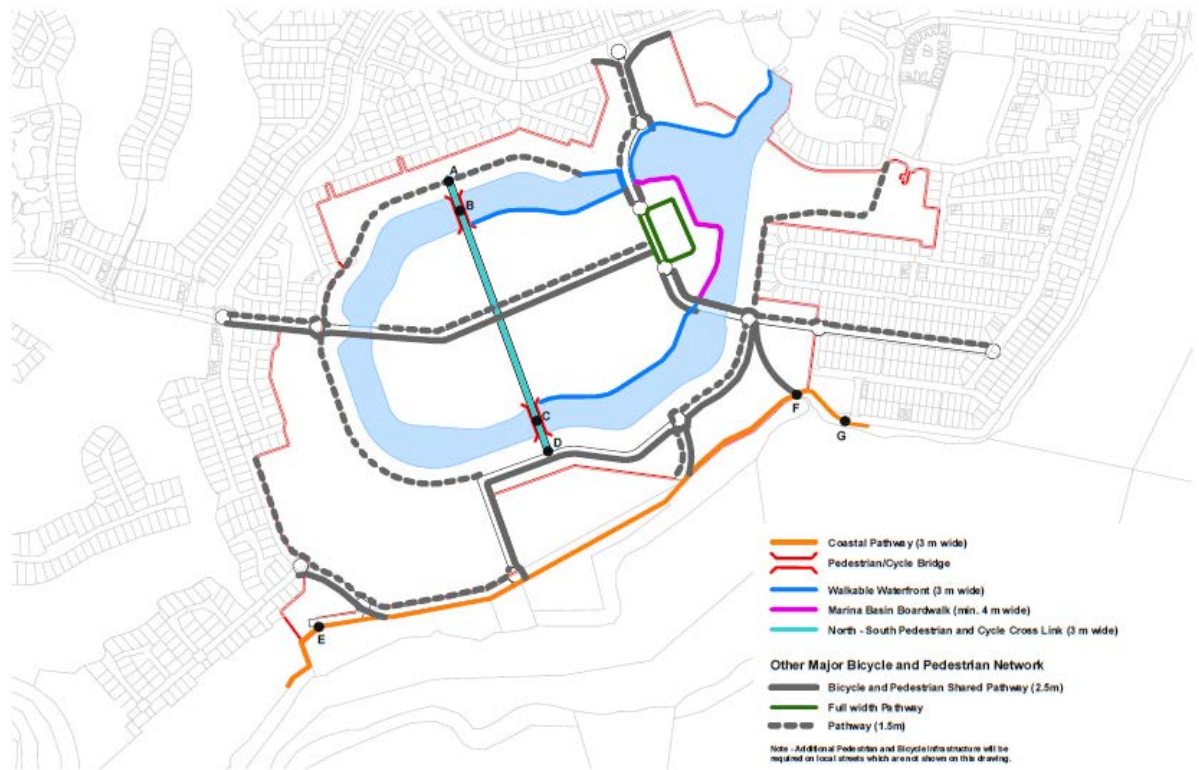 A
B
C
D
F
G
E
Coastal Pathway (3 m wide)
Pedestrian/Cycle Bridge
Walkable Waterfront (3 m wide)
Marina Basin Boardwalk (min. 4 m wide)
North - South Pedestrian and Cycle Cross Link (3 m wide)
Other Major Bicycle and Pedestrian Network
Bicycle and Pedestrian Shared Pathway (2.5m)
Full width Pathway
Pathway (1.5m)
Note - Additional Pedestrian and Bicycle Infrastructure will be
required on local streets which are not shown on this drawing.